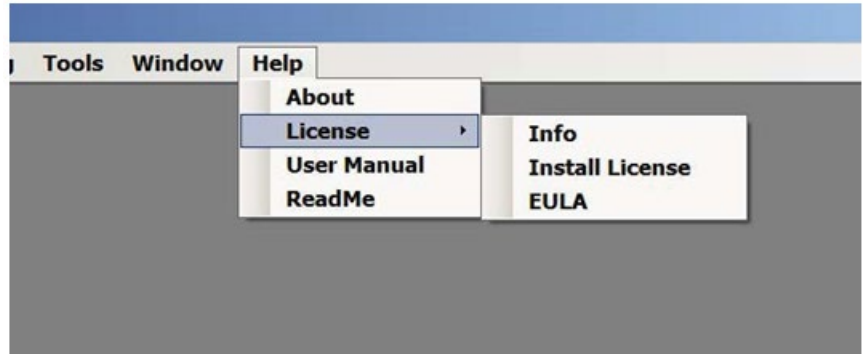 Tools Window Help
About
License
User Manual
ReadMe
Info
Install License
EULA